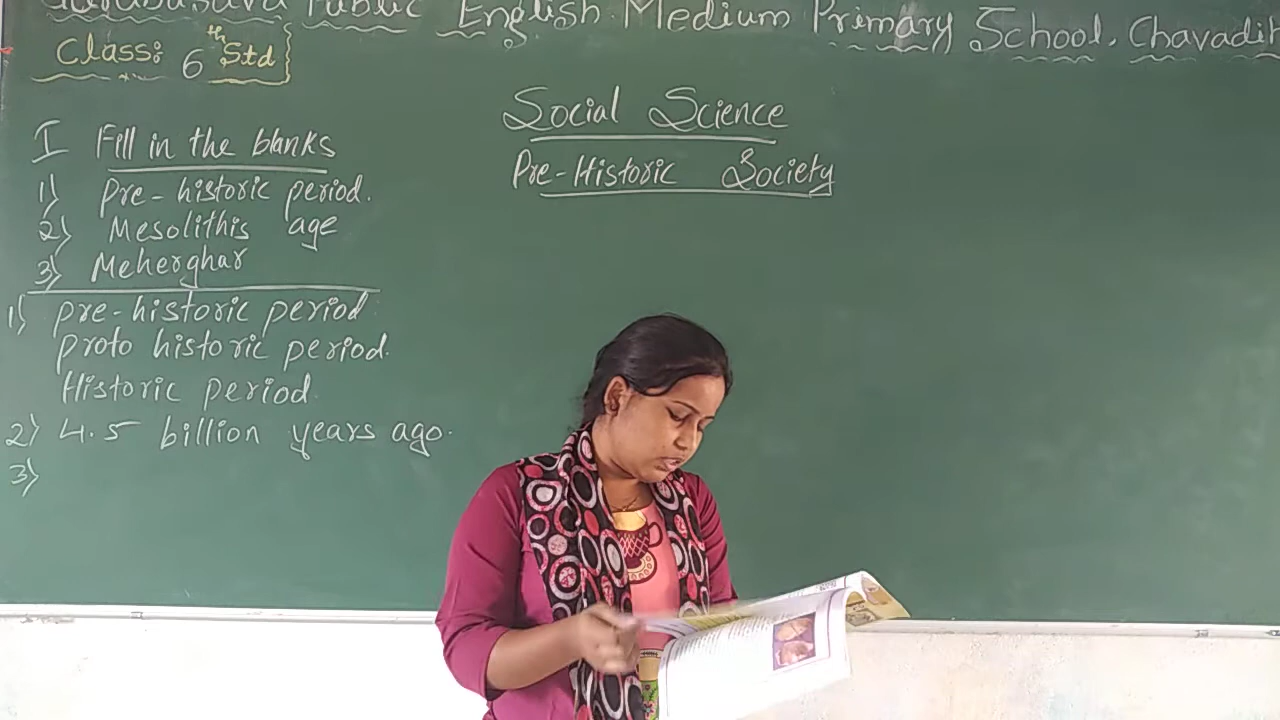 Public English Medium Primary School, Chavadih
Class: 6th Std
Social Science
Pre-Historic Society
I Fill in the blanks
1) Pre-historic period.
2) Mesolithis age
3) Meherghar
1) pre-historic period
proto historic period.
Historic period
2) 4.5 billion years ago.
3)